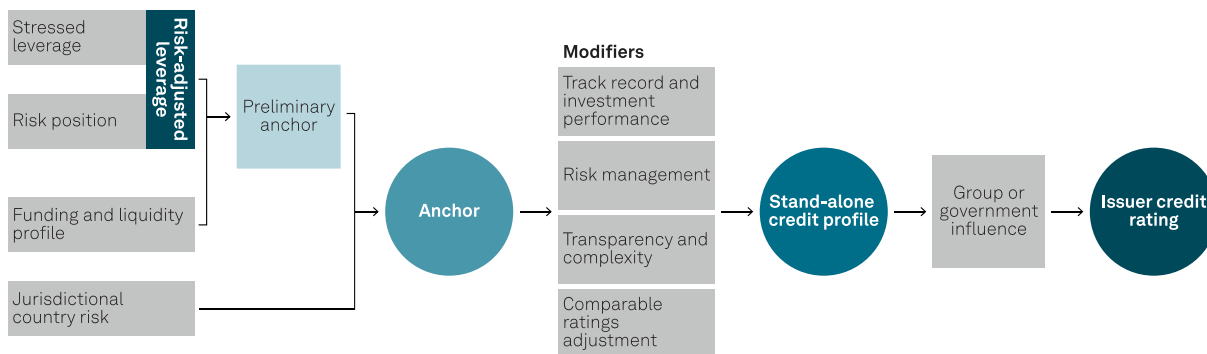 Stressed
leverage
Risk position
Risk-adjusted
leverage
Funding and liquidity
profile
Jurisdictional
country risk
Preliminary
anchor
Anchor
Modifiers
Track record and
investment
performance
Risk management
Transparency and
complexity
Comparable
ratings
adjustment
Stand-alone
credit profile
Group or
government
influence
Issuer credit
rating